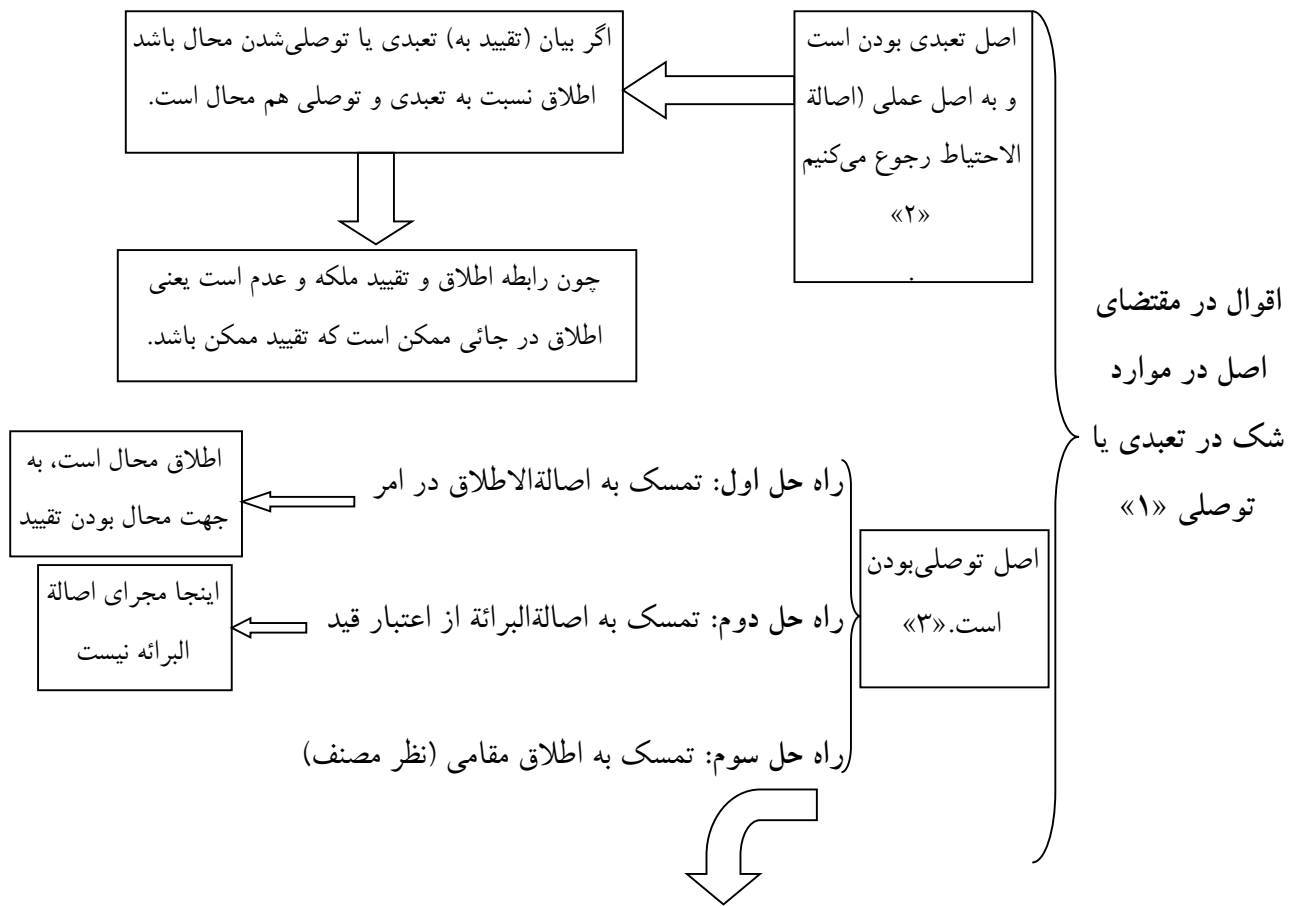 اقوال در مقتضای
اصل در موارد
شک در تعبدی یا
توصلی «۱»
اصل تعبدی بودن است
و به اصل عملی (اصالة
الاحتیاط رجوع می‌کنیم
«۲»
.
اگر بیان (تقیید به) تعبدی یا توصلی‌شدن محال باشد
اطلاق نسبت به تعبدی و توصلی هم محال است.
چون رابطه اطلاق و تقیید ملکه و عدم است یعنی
اطلاق در جائی ممکن است که تقیید ممکن باشد.
اصل توصلی‌بودن
است.«۳»
راه حل اول: تمسک به اصالةالاطلاق در امر
اطلاق محال است، به
جهت محال بودن تقیید
راه حل دوم: تمسک به اصالةالبرائة از اعتبار قید
اینجا مجرای اصالة
البرائه نیست
راه حل سوم: تمسک به اطلاق مقامی (نظر مصنف)